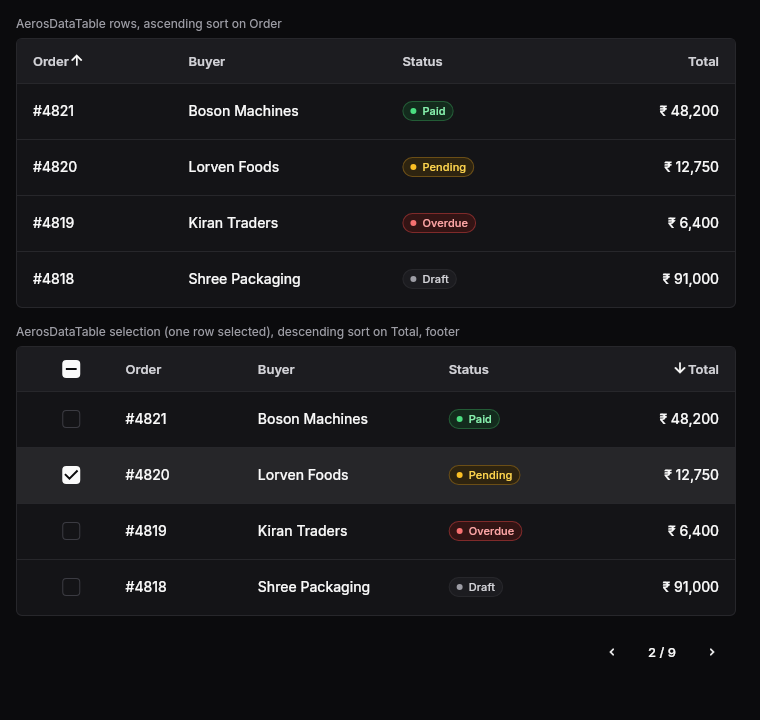 AerosDataTable rows, ascending sort on Order
Order Buyer Status Total
#4821 Boson Machines Paid ₹ 48,200
#4820 Lorven Foods Pending ₹ 12,750
#4819 Kiran Traders Overdue ₹ 6,400
#4818 Shree Packaging Draft ₹ 91,000
AerosDataTable selection (one row selected), descending sort on Total, footer
Order Buyer Status Total
#4821 Boson Machines Paid ₹ 48,200
#4820 Lorven Foods Pending ₹ 12,750
#4819 Kiran Traders Overdue ₹ 6,400
#4818 Shree Packaging Draft ₹ 91,000
2 / 9